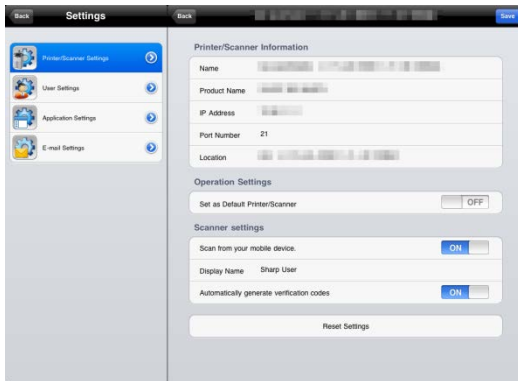 Back
Settings
Back
Save
Printer/Scanner Settings
User Settings
Application Settings
E-mail Settings
Printer/Scanner Information
Name
Product Name
IP Address
Port Number 21
Location
Operation Settings
Set as Default Printer/Scanner OFF
Scanner settings
Scan from your mobile device. ON
Display Name Sharp User
Automatically generate verification codes ON
Reset Settings